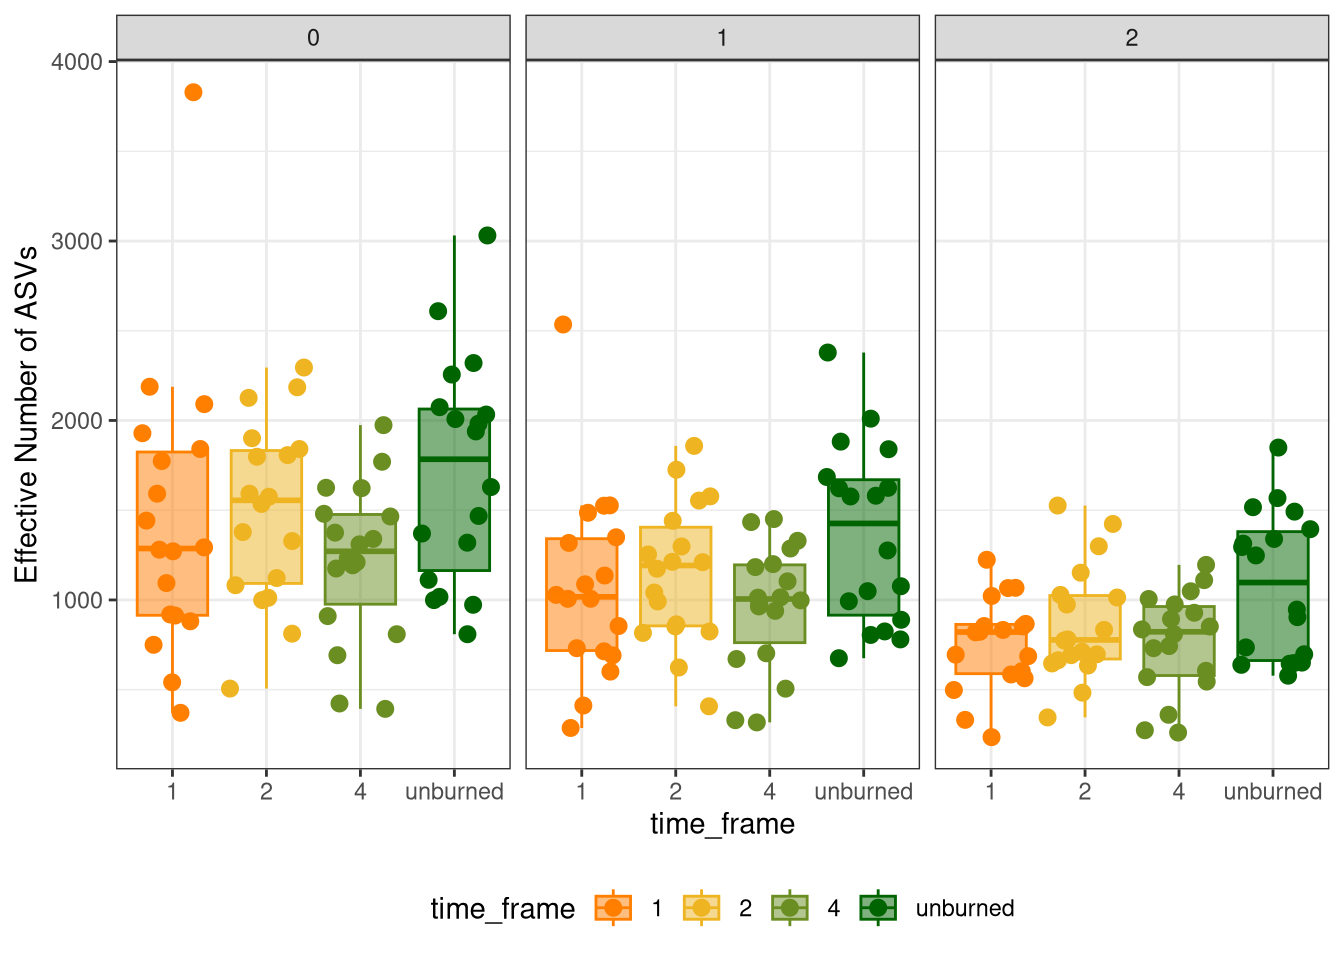 0 1 2
4000
3000
2000
1000
Effective Number of ASVs
1 2 4 unburned 1 2 4 unburned 1 2 4 unburned
time_frame
time_frame 1 2 4 unburned